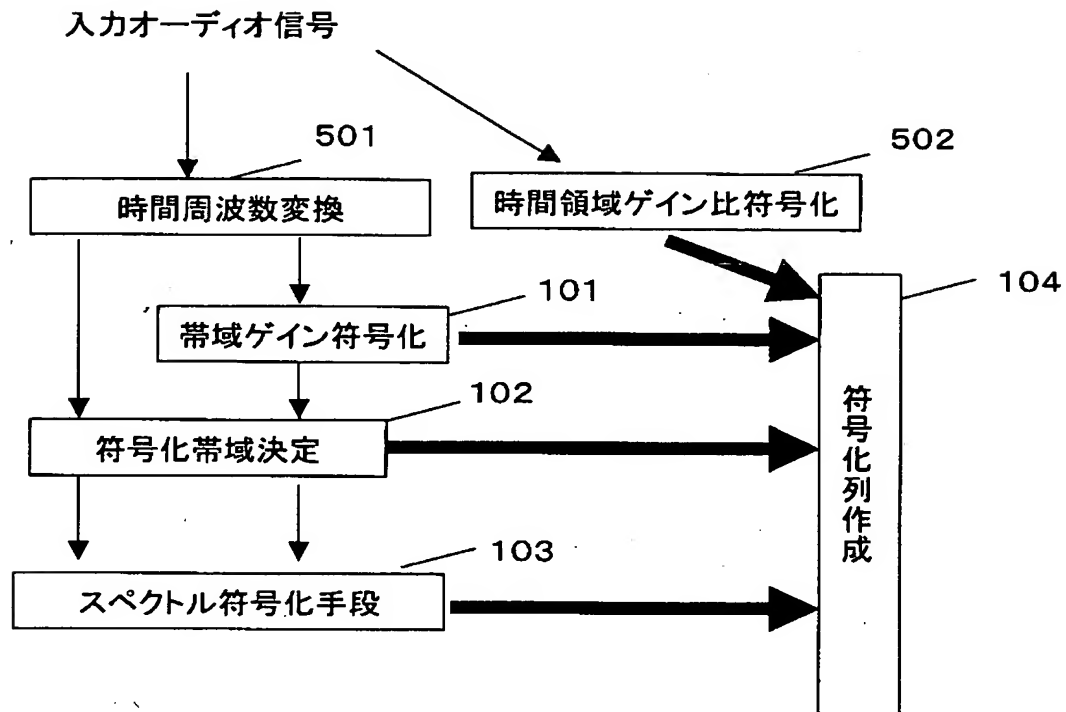 入力オーディオ信号
501
502
時間周波数変換
時間領域ゲイン比符号化
101
104
帯域ゲイン符号化
102
符号化帯域決定
符号化列作成
103
スペクトル符号化手段